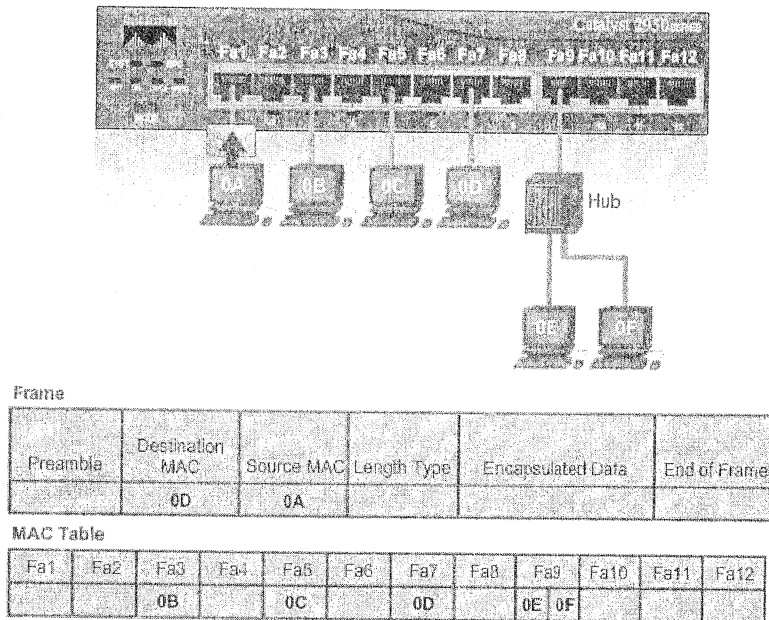 Catalyst 2950
Fa1 Fa2 Fa3 Fa4 Fa5 Fa6 Fa7 Fa8 Fa9 Fa10 Fa11 Fa12
0A 0B 0C 0D
Hub
0E 0F
Frame
Preamble Destination MAC Source MAC Length Type Encapsulated Data End of Frame
0D 0A
MAC Table
Fa1 Fa2 Fa3 Fa4 Fa5 Fa6 Fa7 Fa8 Fa9 Fa10 Fa11 Fa12
0B 0C 0D 0E 0F